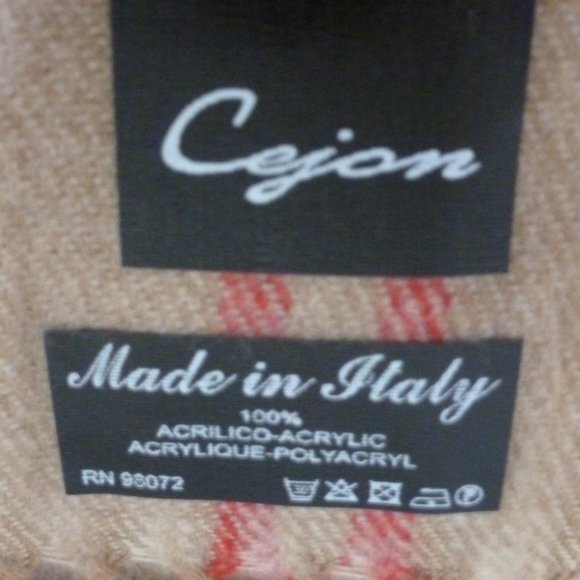 Cejon
Made in Italy
100%
ACRILICO-ACRYLIC
ACRYLIQUE-POLYACRYL
RN 98072